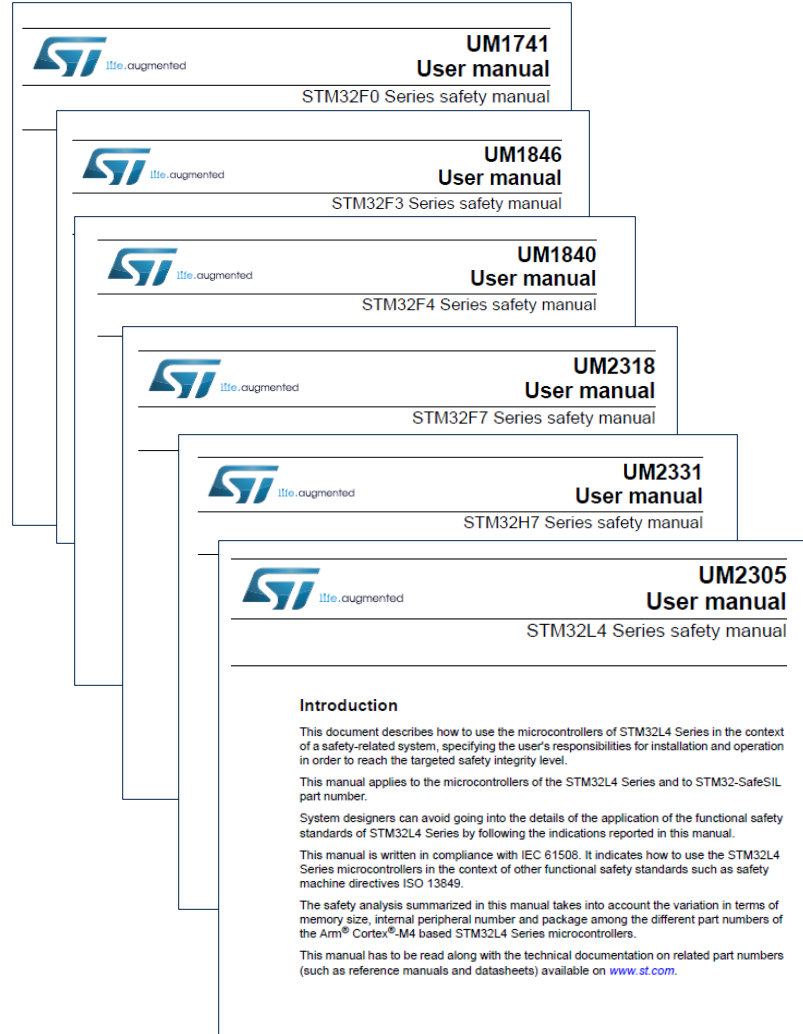 ST life.augmented
UM1741
User manual
STM32F0 Series safety manual
ST life.augmented
UM1846
User manual
STM32F3 Series safety manual
ST life.augmented
UM1840
User manual
STM32F4 Series safety manual
ST life.augmented
UM2318
User manual
STM32F7 Series safety manual
ST life.augmented
UM2331
User manual
STM32H7 Series safety manual
ST life.augmented
UM2305
User manual
STM32L4 Series safety manual
Introduction
This document describes how to use the microcontrollers of STM32L4 Series in the context
of a safety-related system, specifying the user's responsibilities for installation and operation
in order to reach the targeted safety integrity level.
This manual applies to the microcontrollers of the STM32L4 Series and to STM32-SafeSIL
part number.
System designers can avoid going into the details of the application of the functional safety
standards of STM32L4 Series by following the indications reported in this manual.
This manual is written in compliance with IEC 61508. It indicates how to use the STM32L4
Series microcontrollers in the context of other functional safety standards such as safety
machine directives ISO 13849.
The safety analysis summarized in this manual takes into account the variation in terms of
memory size, internal peripheral number and package among the different part numbers of
the Arm® Cortex®-M4 based STM32L4 Series microcontrollers.
This manual has to be read along with the technical documentation on related part numbers
(such as reference manuals and datasheets) available on www.st.com.